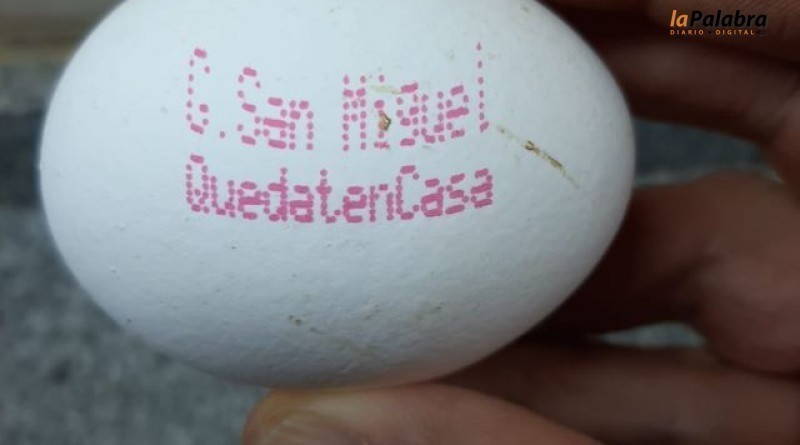 laPalabra
DIARIO • DIGITAL
G.San Miguel
QuedatenCasa